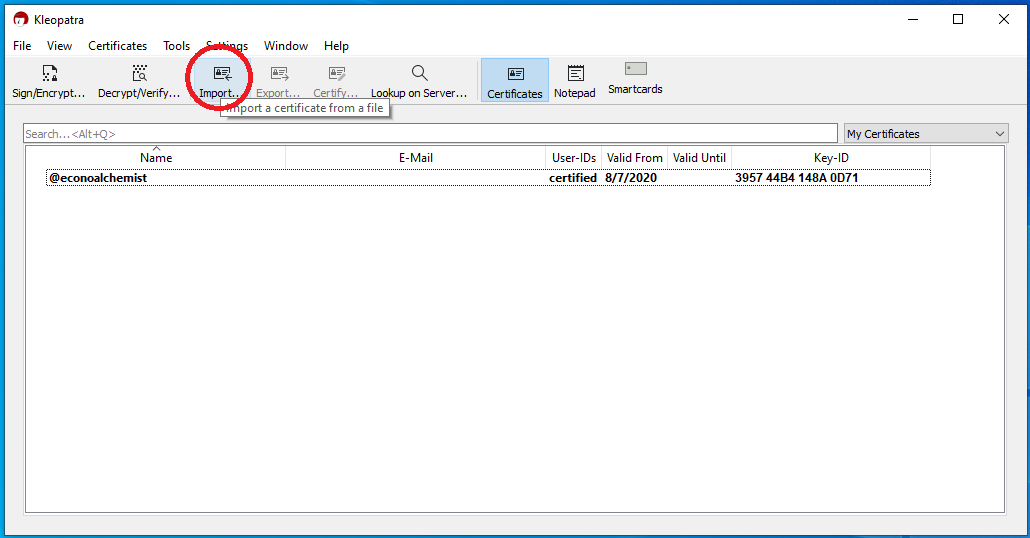 Kleopatra
File View Certificates Tools Settings Window Help
Sign/Encrypt... Decrypt/Verify... Import... Export... Certify... Lookup on Server... Certificates Notepad Smartcards
Import a certificate from a file
Search...<Alt+Q> My Certificates
Name E-Mail User-IDs Valid From Valid Until Key-ID
@econoalchemist certified 8/7/2020 3957 44B4 148A 0D71